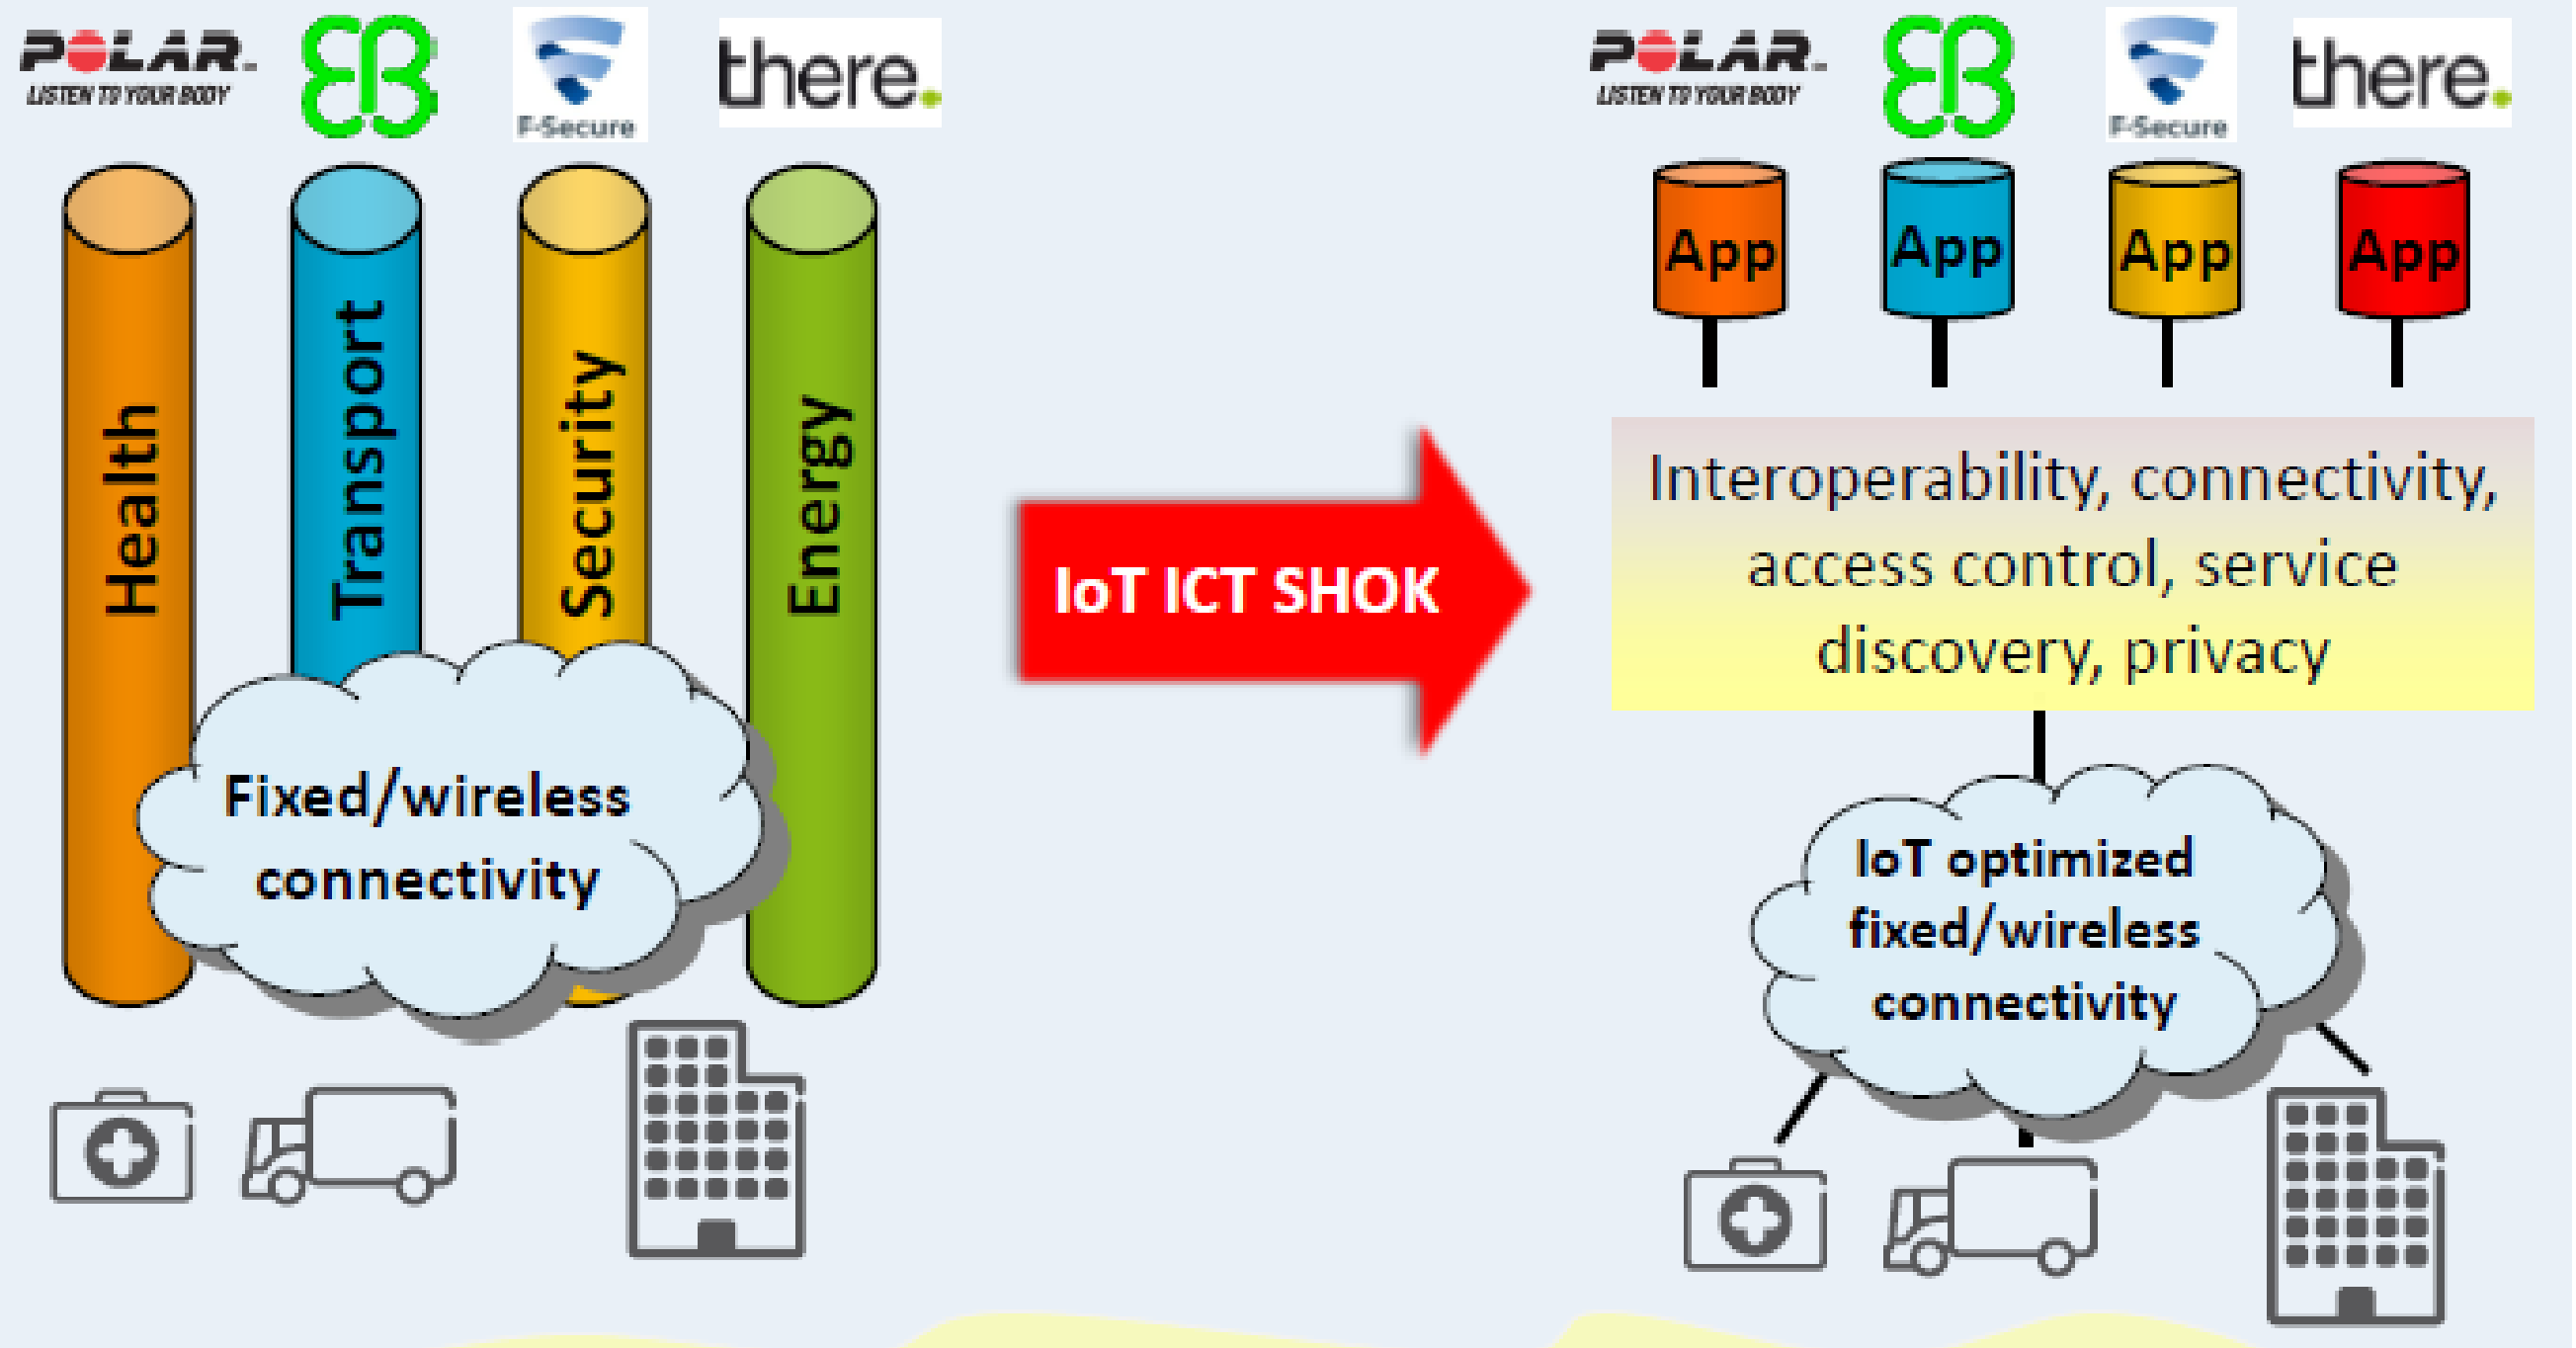 POLAR
LISTEN TO YOUR BODY
EB
F-Secure
there.
Health
Transport
Security
Energy
Fixed/wireless
connectivity
IoT ICT SHOK
POLAR
LISTEN TO YOUR BODY
EB
F-Secure
there.
App
App
App
App
Interoperability, connectivity,
access control, service
discovery, privacy
IoT optimized
fixed/wireless
connectivity